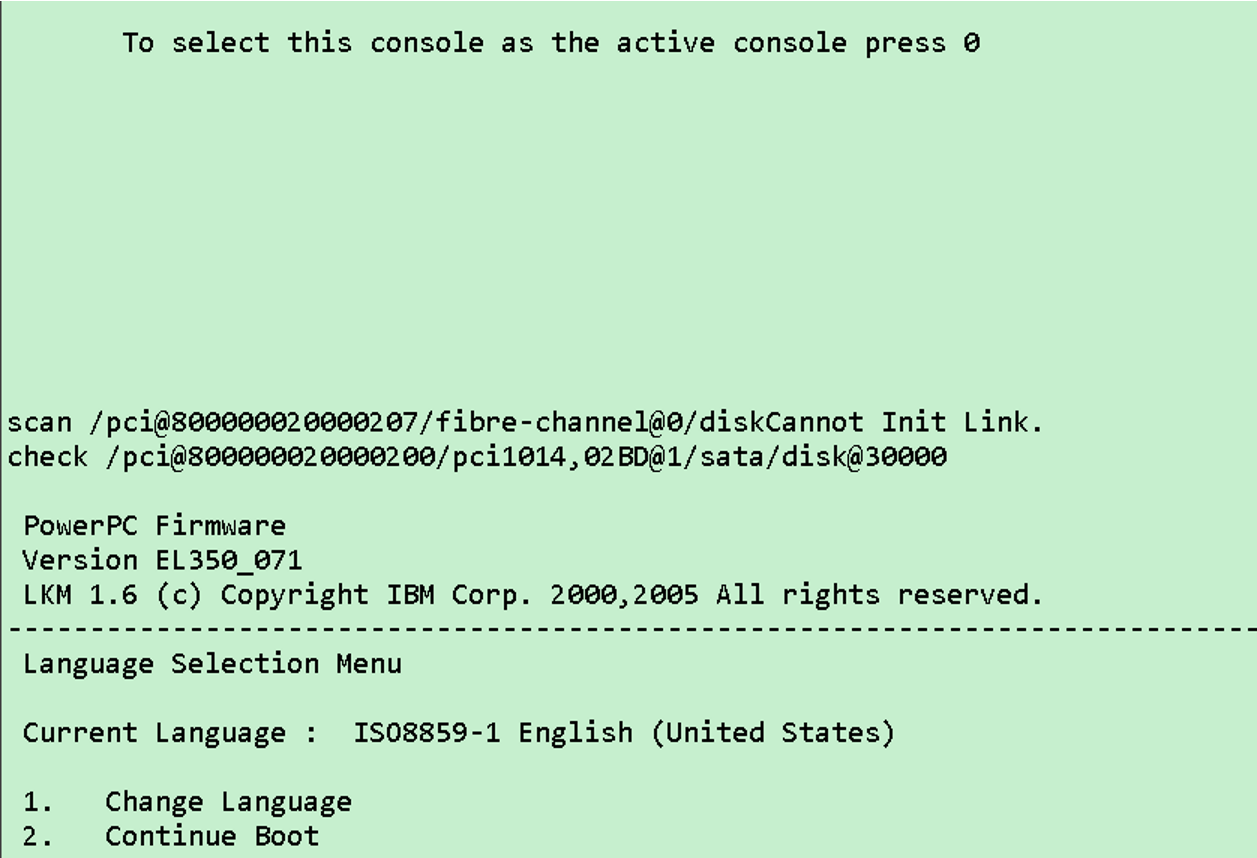 To select this console as the active console press 0
scan /pci@800000020000207/fibre-channel@0/diskCannot Init Link.
check /pci@800000020000200/pci1014,02BD@1/sata/disk@30000
PowerPC Firmware
Version EL350_071
LKM 1.6 (c) Copyright IBM Corp. 2000,2005 All rights reserved.
-------------------------------------------------------------------------------
Language Selection Menu
Current Language :  ISO8859-1 English (United States)
1.   Change Language
2.   Continue Boot